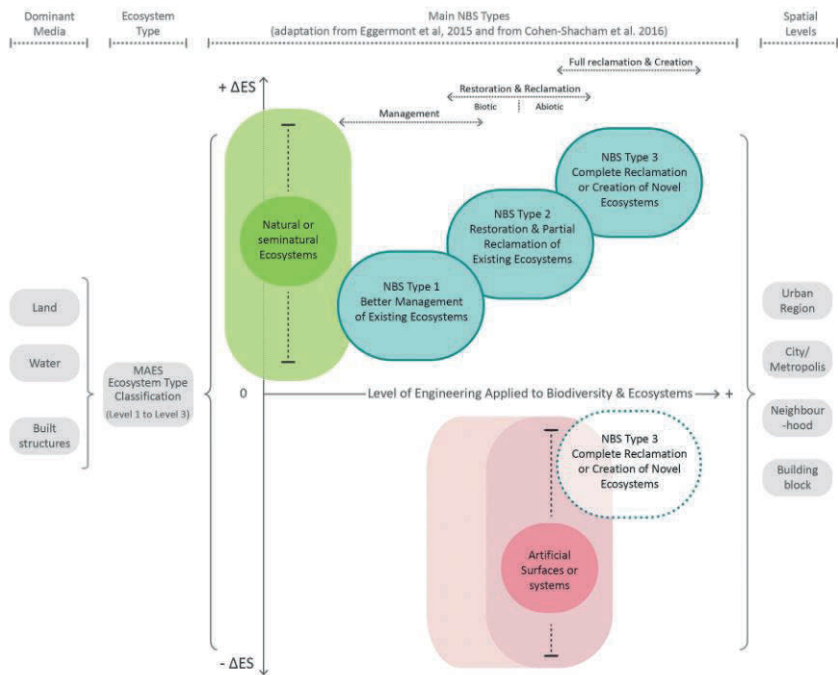 Dominant
Media
Ecosystem
Type
Main NBS Types
(adaptation from Eggermont et al, 2015 and from Cohen-Shacham et al. 2016)
Spatial
Levels
Full reclamation & Creation
+ ΔES
Restoration & Reclamation
Biotic
Abiotic
Management
NBS Type 3
Complete Reclamation
or Creation of Novel
Ecosystems
NBS Type 2
Restoration & Partial
Reclamation of
Existing Ecosystems
Natural or
seminatural
Ecosystems
NBS Type 1
Better Management
of Existing Ecosystems
Land
Water
Built
structures
MAES
Ecosystem Type
Classification
(Level 1 to Level 3)
Urban
Region
City/
Metropolis
Neighbour
-hood
Building
block
0
Level of Engineering Applied to Biodiversity & Ecosystems
+
NBS Type 3
Complete Reclamation
or Creation of Novel
Ecosystems
Artificial
Surfaces or
systems
- ΔES